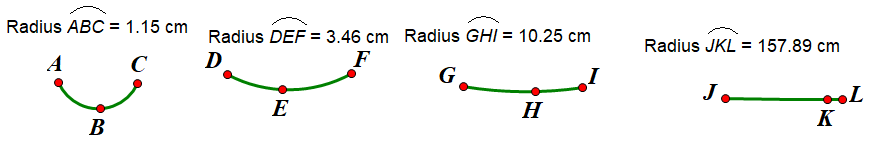 Radius ABC = 1.15 cm
Radius DEF = 3.46 cm
Radius GHI = 10.25 cm
Radius JKL = 157.89 cm
A C
B
D F
E
G I
H
J L
K